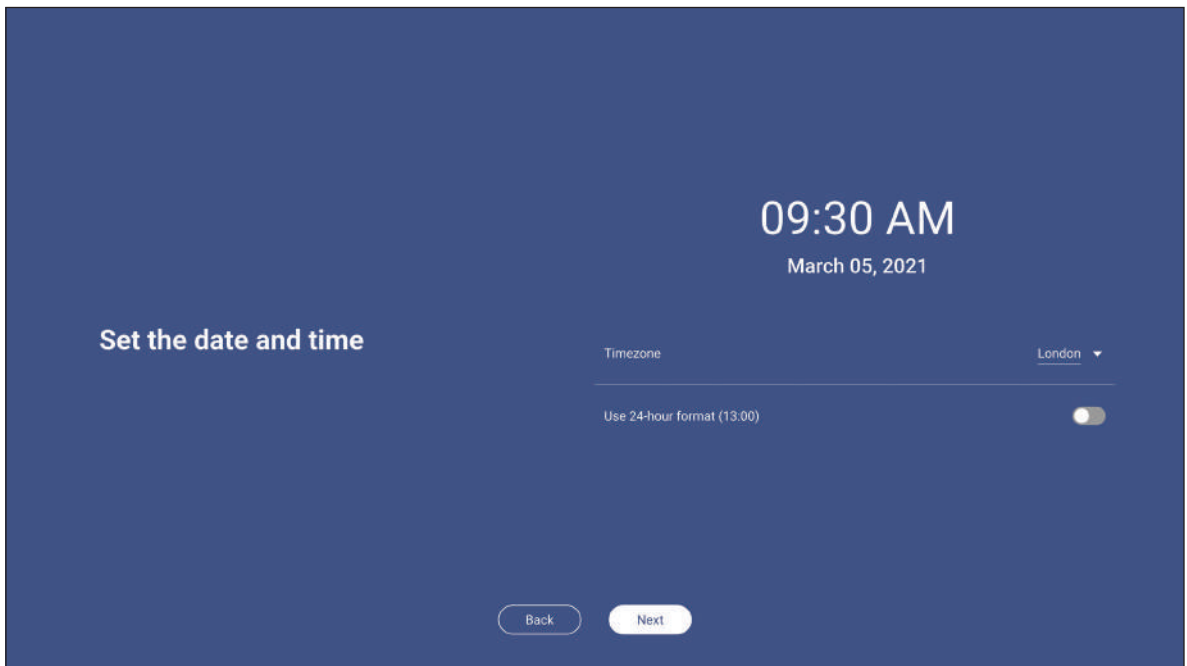 09:30 AM
March 05, 2021
Set the date and time
Timezone
London
Use 24-hour format (13:00)
Back
Next